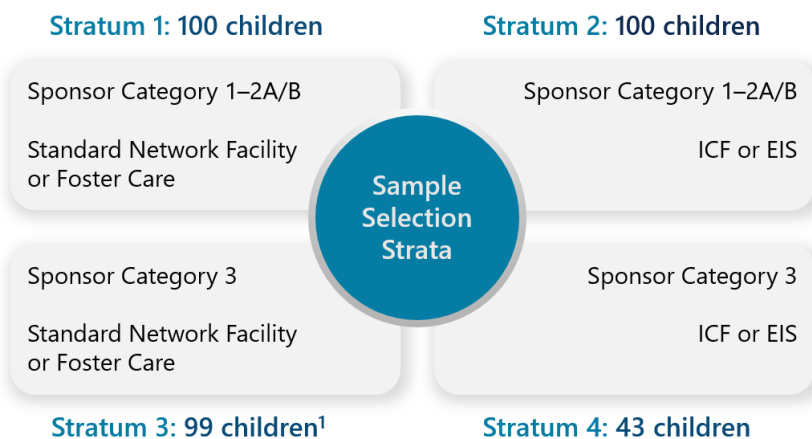 Stratum 1: 100 children
Stratum 2: 100 children
Sponsor Category 1–2A/B
Standard Network Facility
or Foster Care
Sponsor Category 1–2A/B
ICF or EIS
Sample
Selection
Strata
Sponsor Category 3
Standard Network Facility
or Foster Care
Sponsor Category 3
ICF or EIS
Stratum 3: 99 children¹
Stratum 4: 43 children